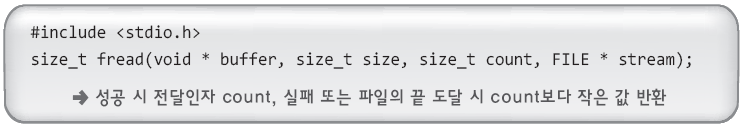 #include <stdio.h>
size_t fread(void * buffer, size_t size, size_t count, FILE * stream);
➔ 성공 시 전달인자 count, 실패 또는 파일의 끝 도달 시 count보다 작은 값 반환